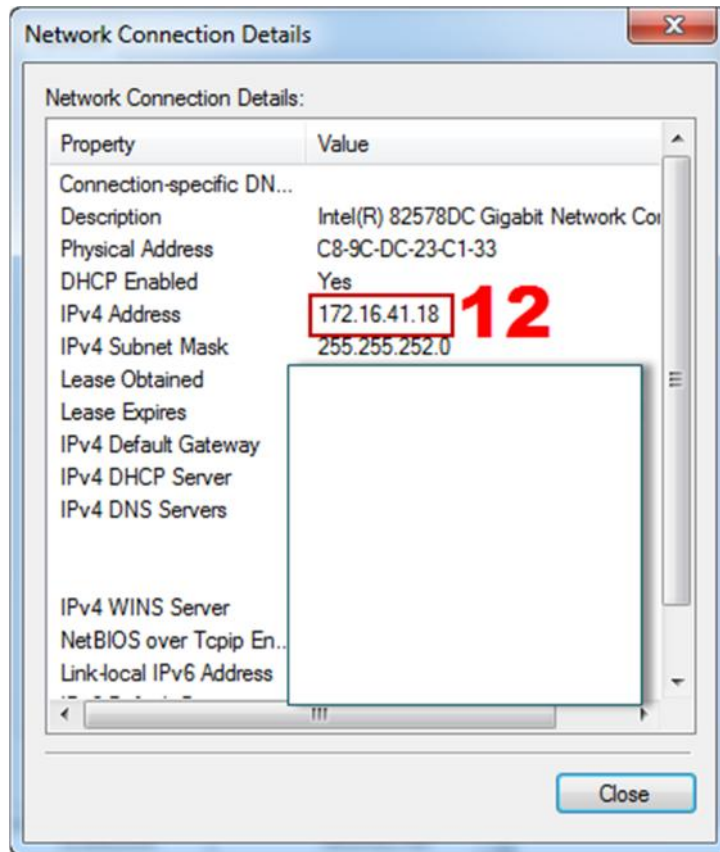 Network Connection Details
Network Connection Details:
Property Value
Connection-specific DN...
Description Intel(R) 82578DC Gigabit Network Cor
Physical Address C8-9C-DC-23-C1-33
DHCP Enabled Yes
IPv4 Address 172.16.41.18 12
IPv4 Subnet Mask 255.255.252.0
Lease Obtained
Lease Expires
IPv4 Default Gateway
IPv4 DHCP Server
IPv4 DNS Servers
IPv4 WINS Server
NetBIOS over Tcpip En...
Link-local IPv6 Address
Close